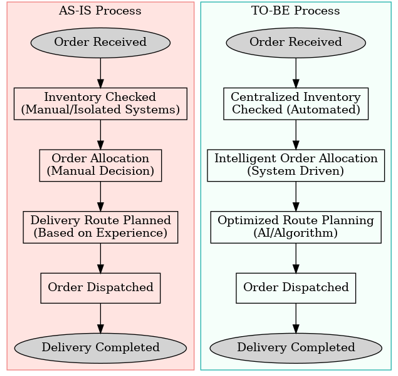 AS-IS Process
Order Received
Inventory Checked
(Manual/Isolated Systems)
Order Allocation
(Manual Decision)
Delivery Route Planned
(Based on Experience)
Order Dispatched
Delivery Completed
TO-BE Process
Order Received
Centralized Inventory
Checked (Automated)
Intelligent Order Allocation
(System Driven)
Optimized Route Planning
(AI/Algorithm)
Order Dispatched
Delivery Completed